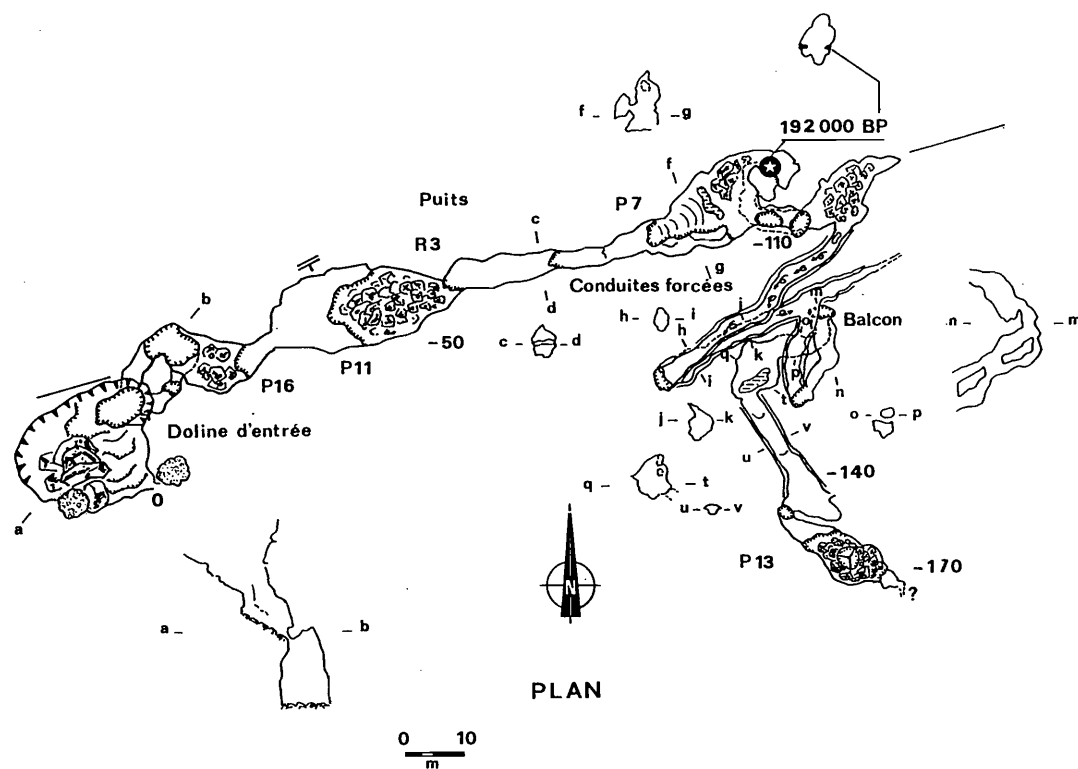 f – – g
192 000 BP
f
Puits
P 7
c
R3
-110
g
Conduites forcées
m
b
h – – i
j
r
h
o
Balcon
n – – m
d
-50
c – – d
q
k
P16
P11
i
p
n
t
j – – k
o – – p
Doline d'entrée
v
u
-140
q – – t
0
a
u – – v
P 13
-170
?
N
a – – b
PLAN
0 10
m